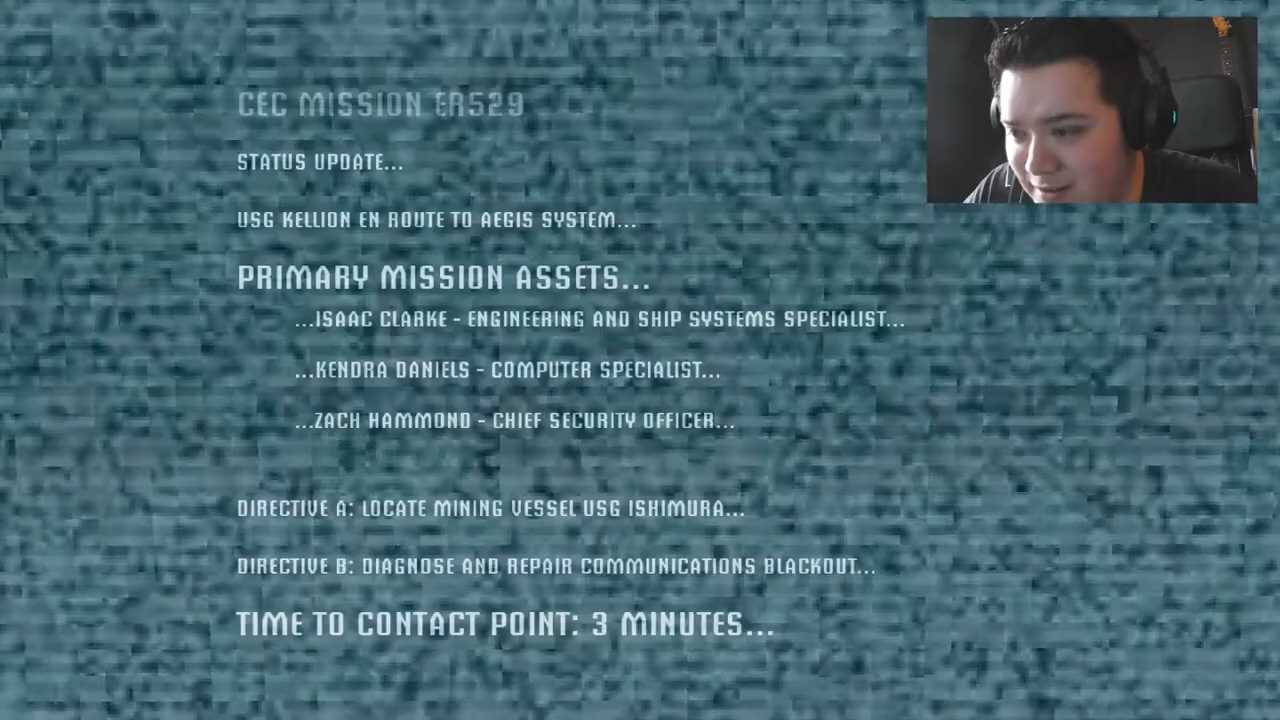 CEC MISSION ER529
STATUS UPDATE...
USG KELLION EN ROUTE TO AEGIS SYSTEM...
PRIMARY MISSION ASSETS...
...ISAAC CLARKE - ENGINEERING AND SHIP SYSTEMS SPECIALIST...
...KENDRA DANIELS - COMPUTER SPECIALIST...
...ZACH HAMMOND - CHIEF SECURITY OFFICER...
DIRECTIVE A: LOCATE MINING VESSEL USG ISHIMURA...
DIRECTIVE B: DIAGNOSE AND REPAIR COMMUNICATIONS BLACKOUT...
TIME TO CONTACT POINT: 3 MINUTES...